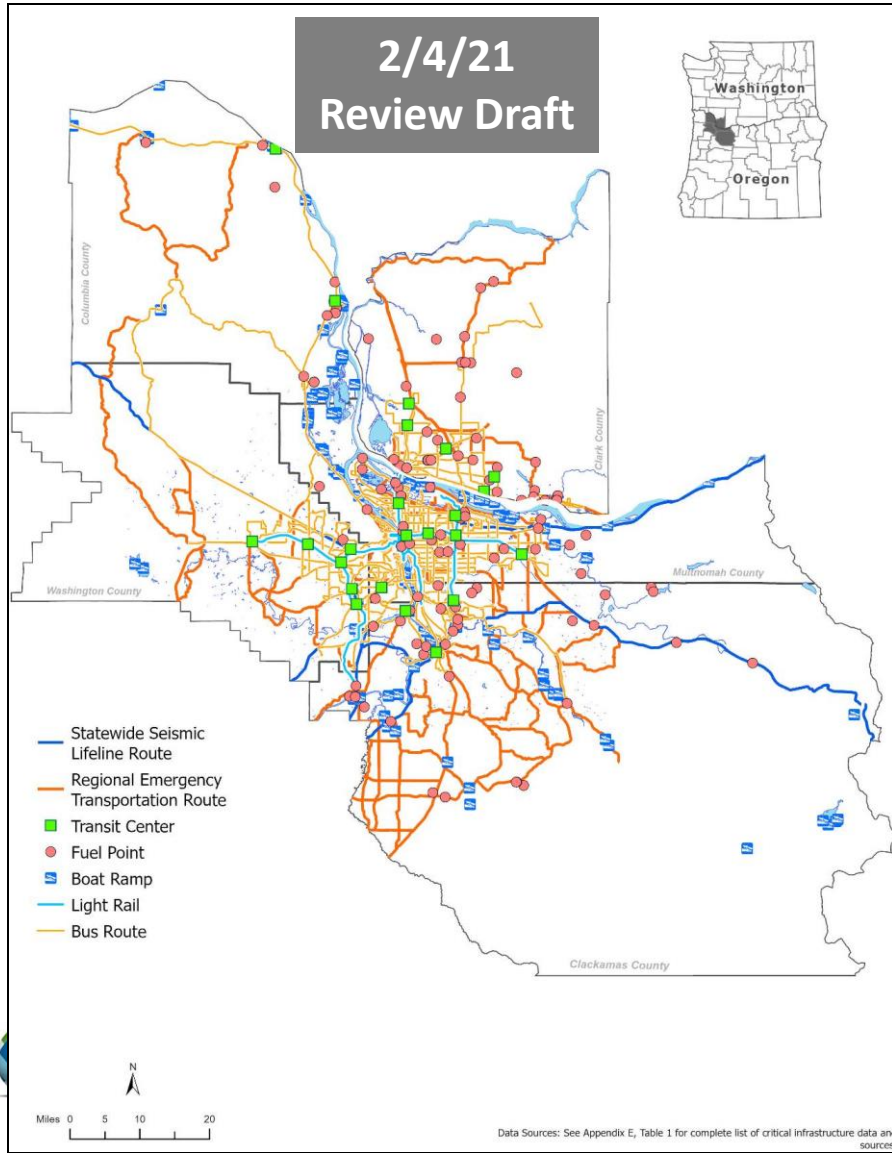 2/4/21
Review Draft
Washington
Oregon
Columbia County
Clark County
Washington County
Multnomah County
Statewide Seismic
Lifeline Route
Regional Emergency
Transportation Route
Transit Center
Fuel Point
Boat Ramp
Light Rail
Bus Route
Clackamas County
N
Miles 0 5 10 20
Data Sources: See Appendix E, Table 1 for complete list of critical infrastructure data and
sources